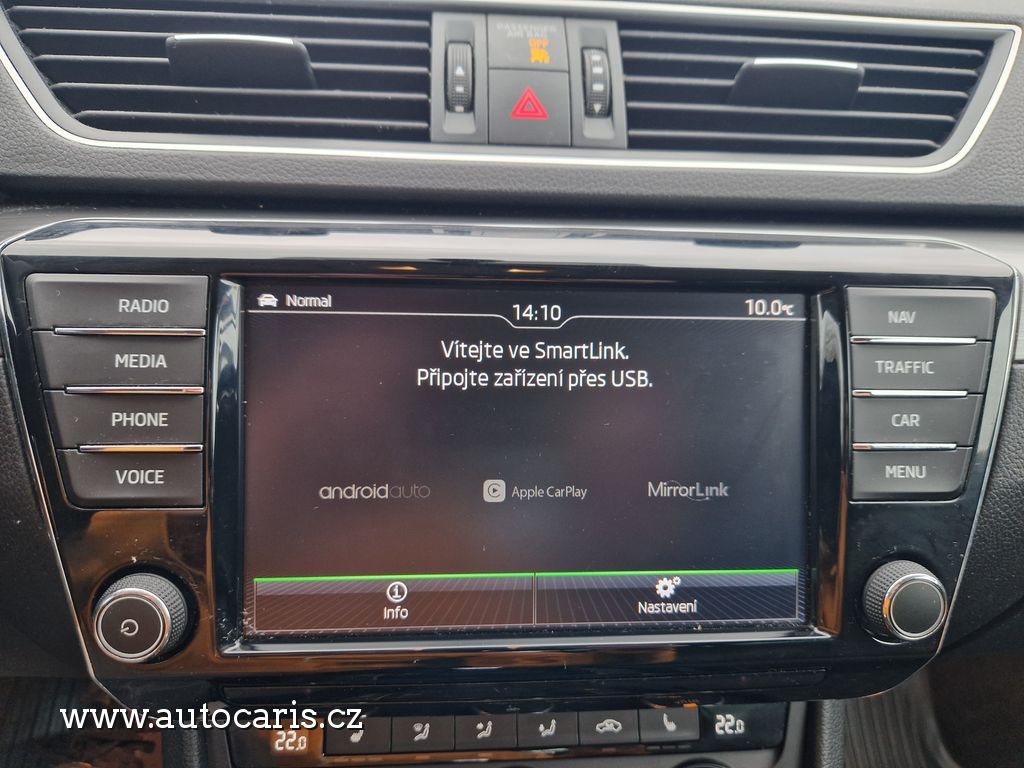 PASSENGER
AIR BAG
OFF
RADIO
MEDIA
PHONE
VOICE
Normal
14:10
10.0°C
Vítejte ve SmartLink.
Připojte zařízení přes USB.
androidauto
Apple CarPlay
MirrorLink
Info
Nastavení
NAV
TRAFFIC
CAR
MENU
www.autocaris.cz
22.0
22.0